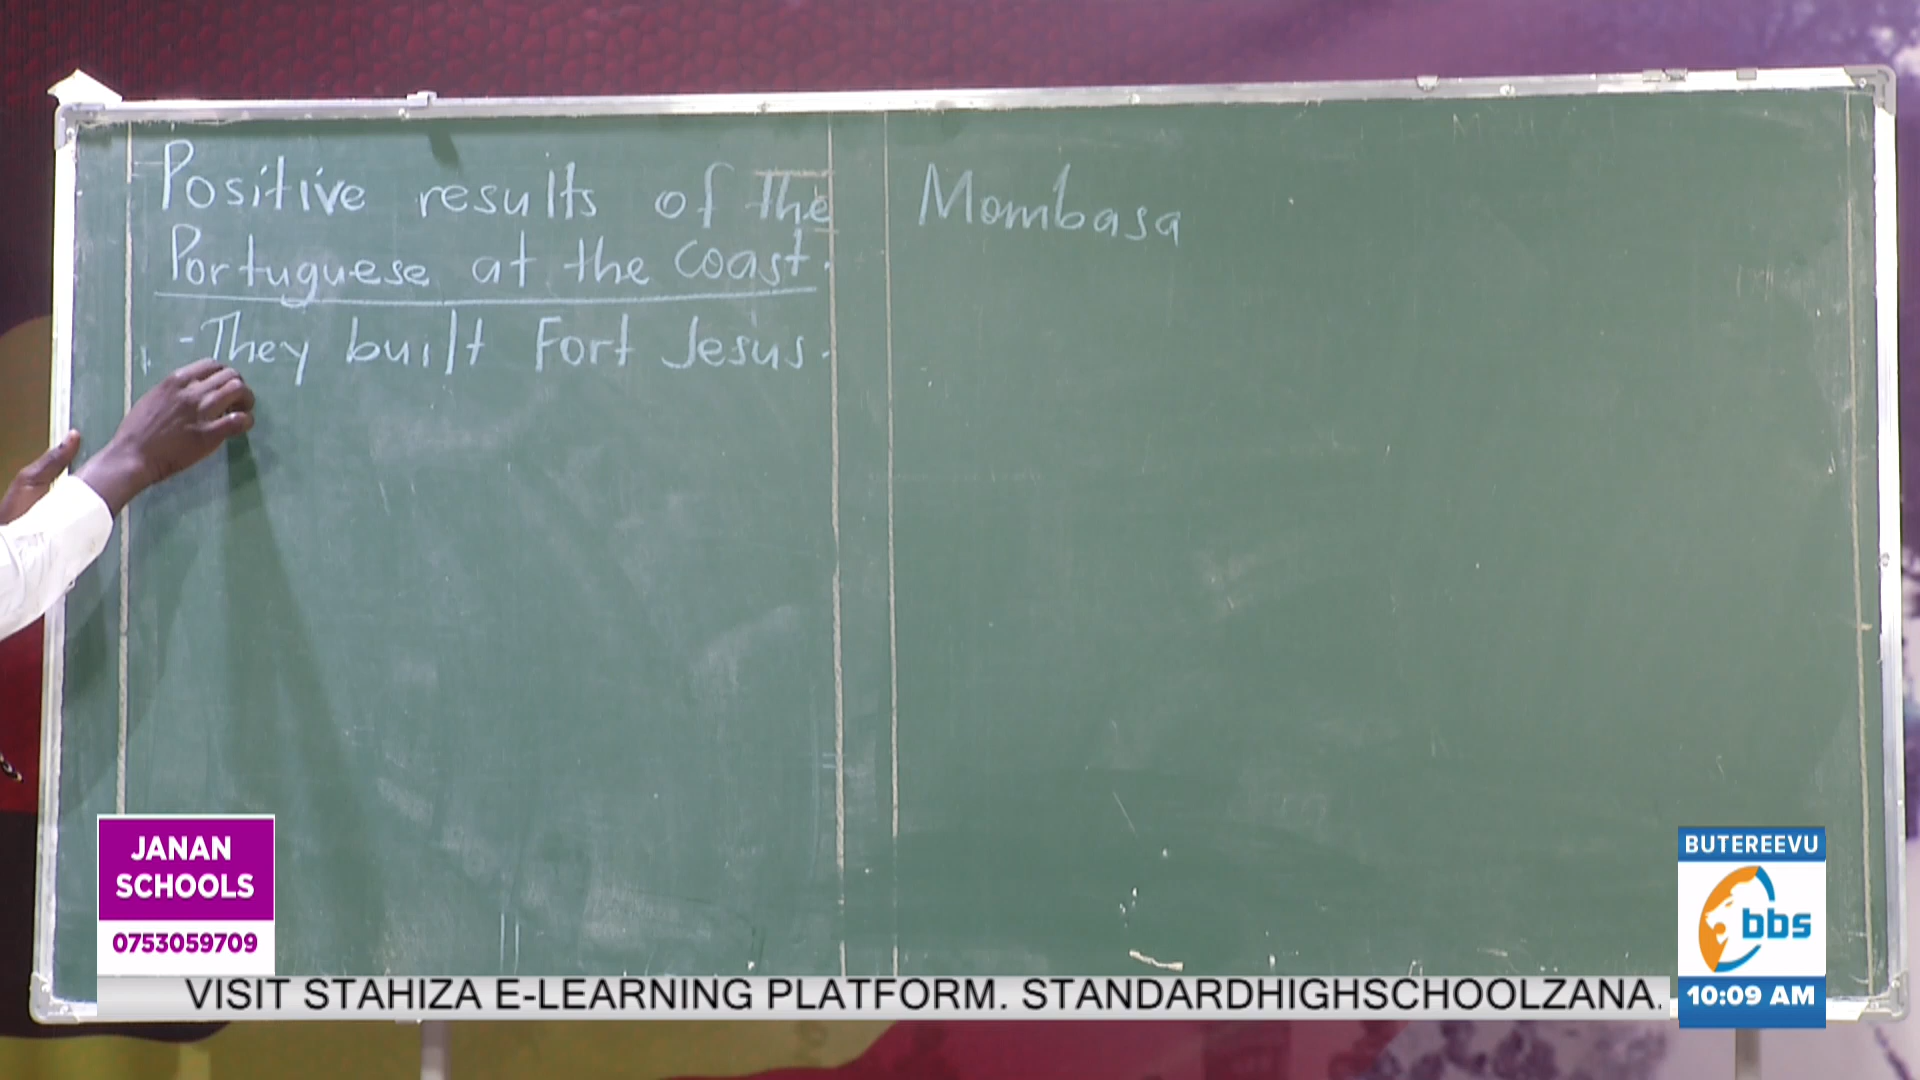 Positive results of the
Portuguese at the coast.
- They built Fort Jesus.
Mombasa
JANAN
SCHOOLS
0753059709
BUTEREEVU
bbs
10:09 AM
VISIT STAHIZA E-LEARNING PLATFORM. STANDARDHIGHSCHOOLZANA.